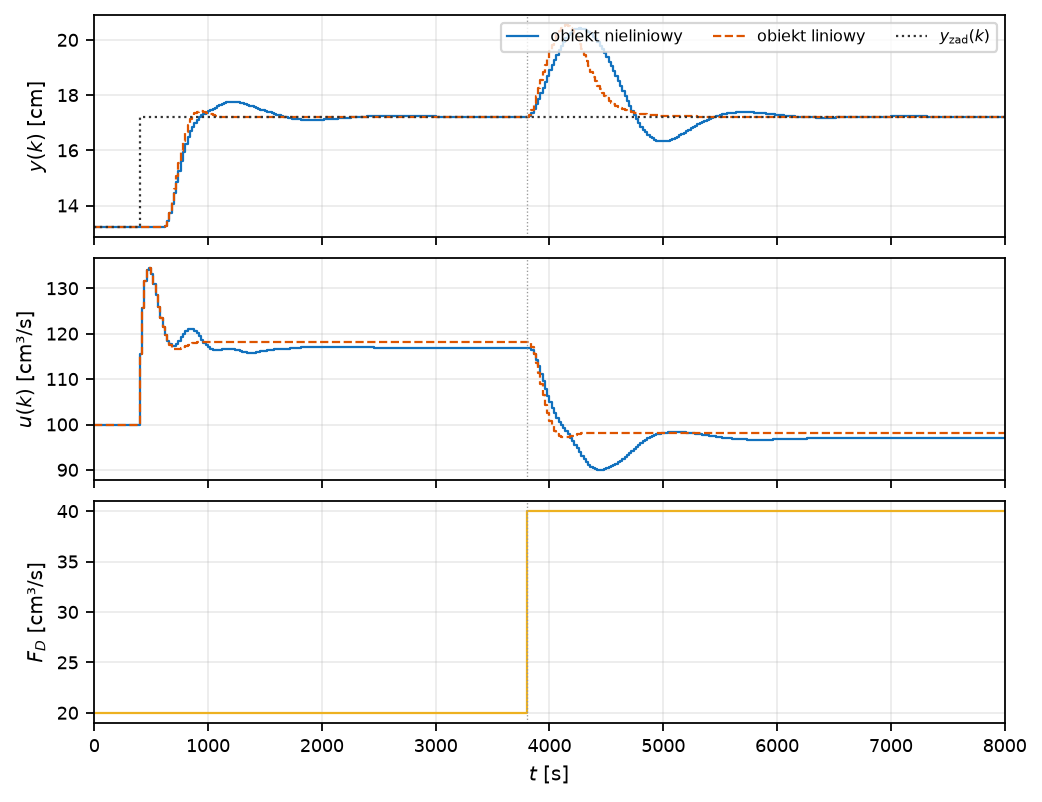 20
18
16
14
y(k) [cm]
obiekt nieliniowy
obiekt liniowy
y_zad(k)
130
120
110
100
90
u(k) [cm³/s]
40
35
30
25
20
F_D [cm³/s]
0 1000 2000 3000 4000 5000 6000 7000 8000
t [s]